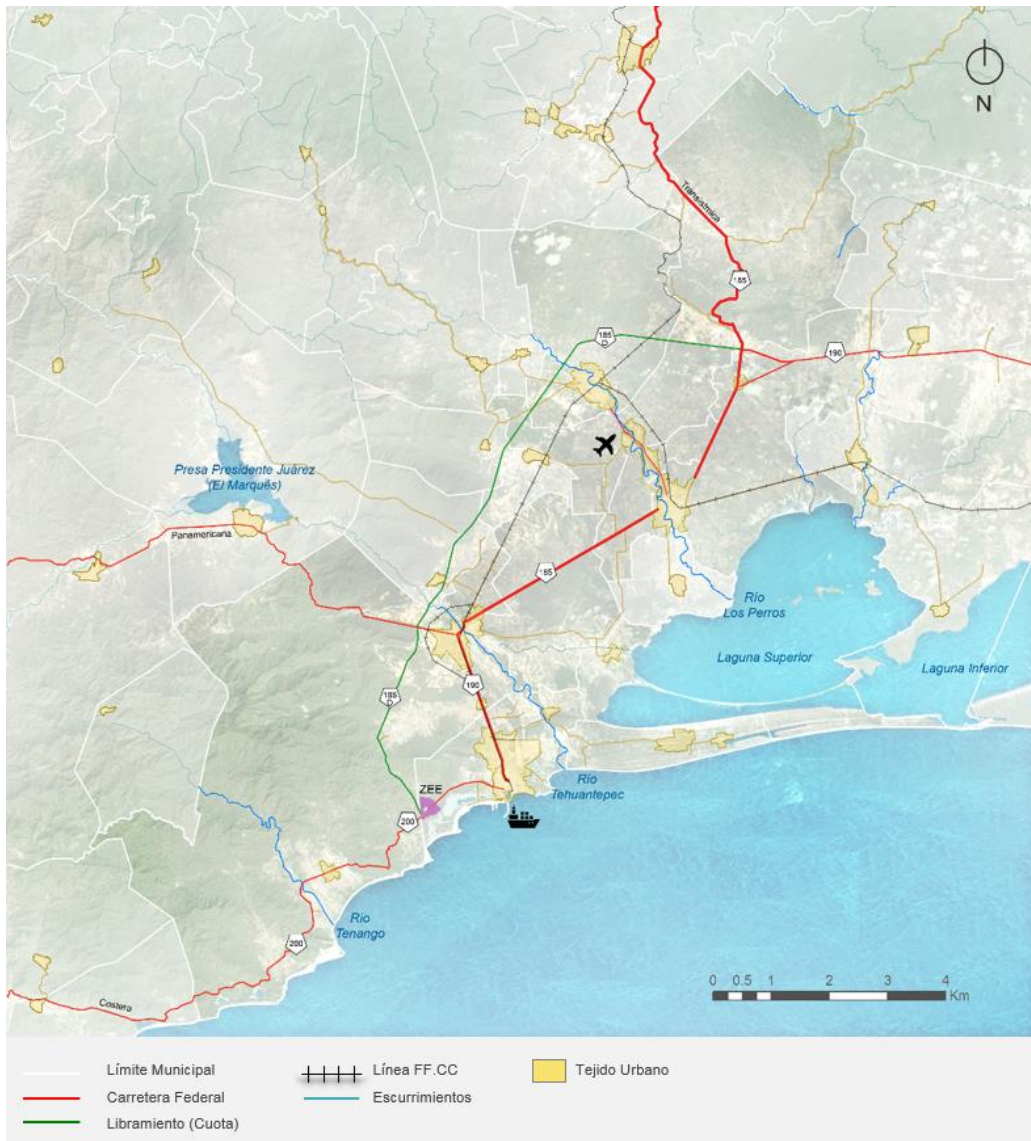 N
Transístmica
185
185
D
190
Presa Presidente Juárez
(El Marqués)
Panamericana
185
Río
Los Perros
Laguna Superior
Laguna Inferior
190
185
D
ZEE
Río
Tehuantepec
200
Río
Tenango
200
Costera
0 0.5 1 2 3 4
Km
Límite Municipal
Línea FF.CC
Tejido Urbano
Carretera Federal
Escurrimientos
Libramiento (Cuota)